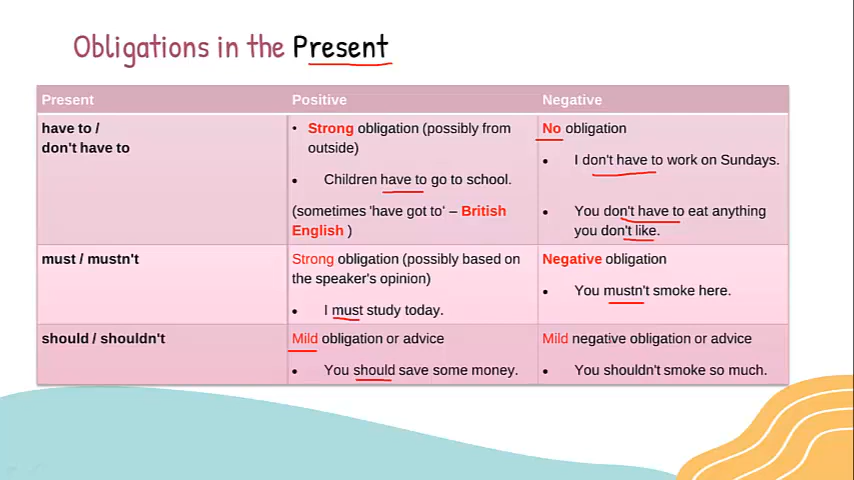 Obligations in the Present
Present Positive Negative
have to /
don't have to
• Strong obligation (possibly from
outside)
• Children have to go to school.
(sometimes 'have got to' – British
English )
No obligation
• I don't have to work on Sundays.
• You don't have to eat anything
you don't like.
must / mustn't
Strong obligation (possibly based on
the speaker's opinion)
• I must study today.
Negative obligation
• You mustn't smoke here.
should / shouldn't
Mild obligation or advice
• You should save some money.
Mild negative obligation or advice
• You shouldn't smoke so much.